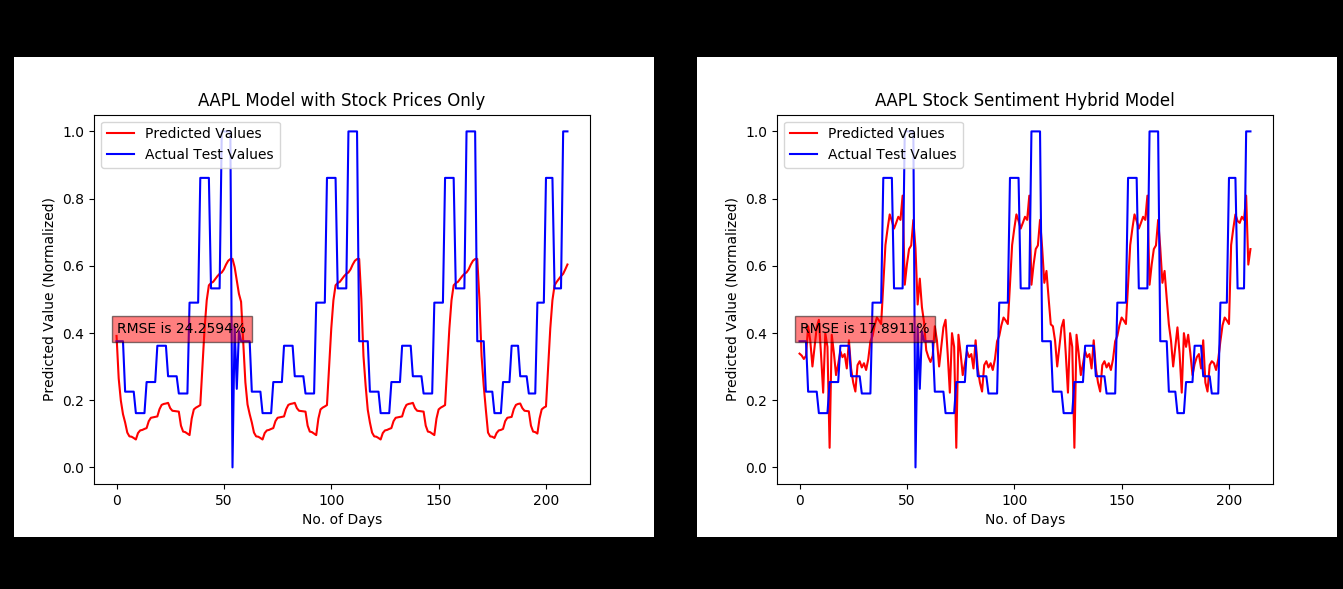 AAPL Model with Stock Prices Only
Predicted Values
Actual Test Values
1.0
0.8
0.6
0.4
0.2
0.0
Predicted Value (Normalized)
RMSE is 24.2594%
0 50 100 150 200
No. of Days
AAPL Stock Sentiment Hybrid Model
Predicted Values
Actual Test Values
1.0
0.8
0.6
0.4
0.2
0.0
Predicted Value (Normalized)
RMSE is 17.8911%
0 50 100 150 200
No. of Days